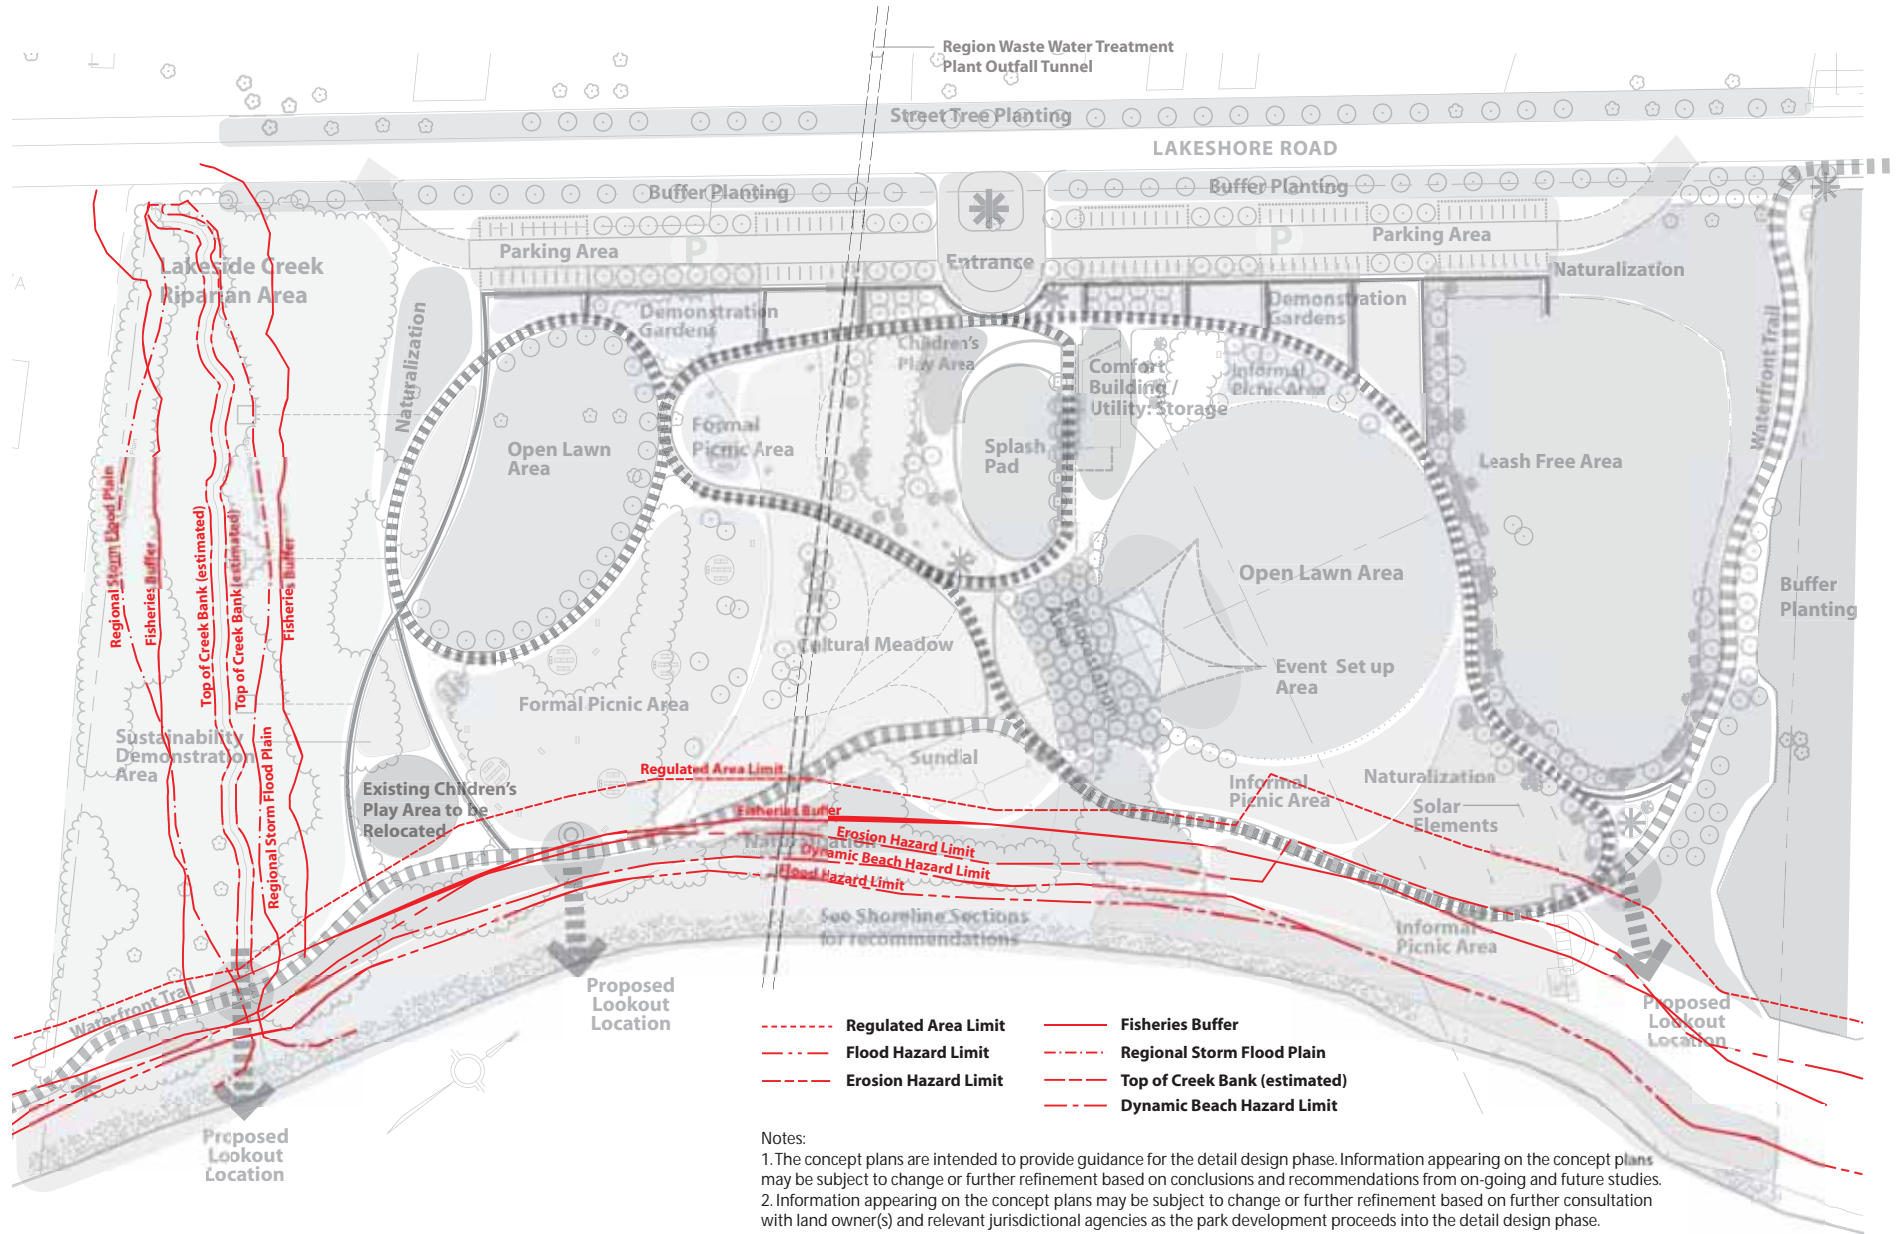 Region Waste Water Treatment
Plant Outfall Tunnel
Street Tree Planting
LAKESHORE ROAD
Buffer Planting
Buffer Planting
Parking Area
P
Entrance
P
Parking Area
Lakeside Creek
Riparian Area
Naturalization
Naturalization
Demonstration
Gardens
Demonstration
Gardens
Children's
Play Area
Comfort
Building /
Utility: Storage
Informal
Picnic Area
Waterfront Trail
Open Lawn
Area
Formal
Picnic Area
Splash
Pad
Leash Free Area
Regional Storm Flood Plain
Fisheries Buffer
Top of Creek Bank (estimated)
Top of Creek Bank (estimated)
Fisheries Buffer
Open Lawn Area
Buffer
Planting
Cultural Meadow
Event Set up
Area
Formal Picnic Area
Sustainability
Demonstration
Area
Regional Storm Flood Plain
Sundial
Regulated Area Limit
Existing Children's
Play Area to be
Relocated
Informal
Picnic Area
Naturalization
Solar
Elements
Fisheries Buffer
Naturalization
Erosion Hazard Limit
Dynamic Beach Hazard Limit
Flood Hazard Limit
See Shoreline Sections
for recommendations
Informal
Picnic Area
Waterfront Trail
Proposed
Lookout
Location
Proposed
Lookout
Location
Proposed
Lookout
Location
Regulated Area Limit
Flood Hazard Limit
Erosion Hazard Limit
Fisheries Buffer
Regional Storm Flood Plain
Top of Creek Bank (estimated)
Dynamic Beach Hazard Limit
Notes:
1. The concept plans are intended to provide guidance for the detail design phase. Information appearing on the concept plans
may be subject to change or further refinement based on conclusions and recommendations from on-going and future studies.
2. Information appearing on the concept plans may be subject to change or further refinement based on further consultation
with land owner(s) and relevant jurisdictional agencies as the park development proceeds into the detail design phase.